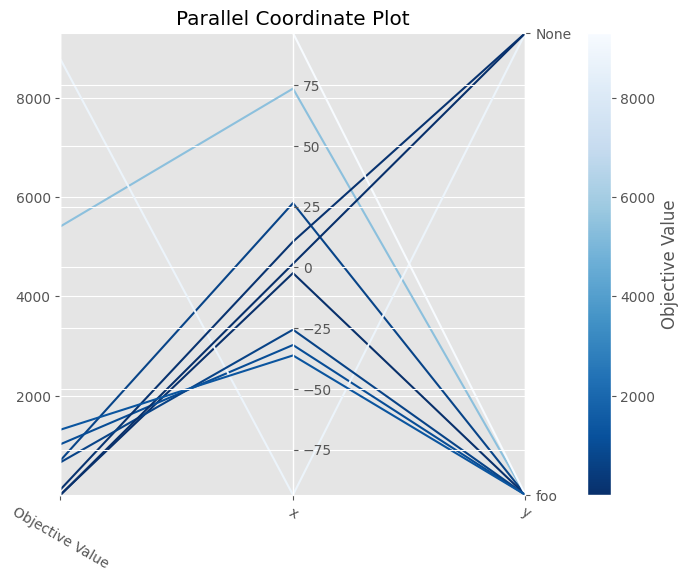 Parallel Coordinate Plot
None
8000
6000
4000
2000
75
50
25
0
−25
−50
−75
foo
8000
6000
4000
2000
Objective Value
Objective Value
x
y